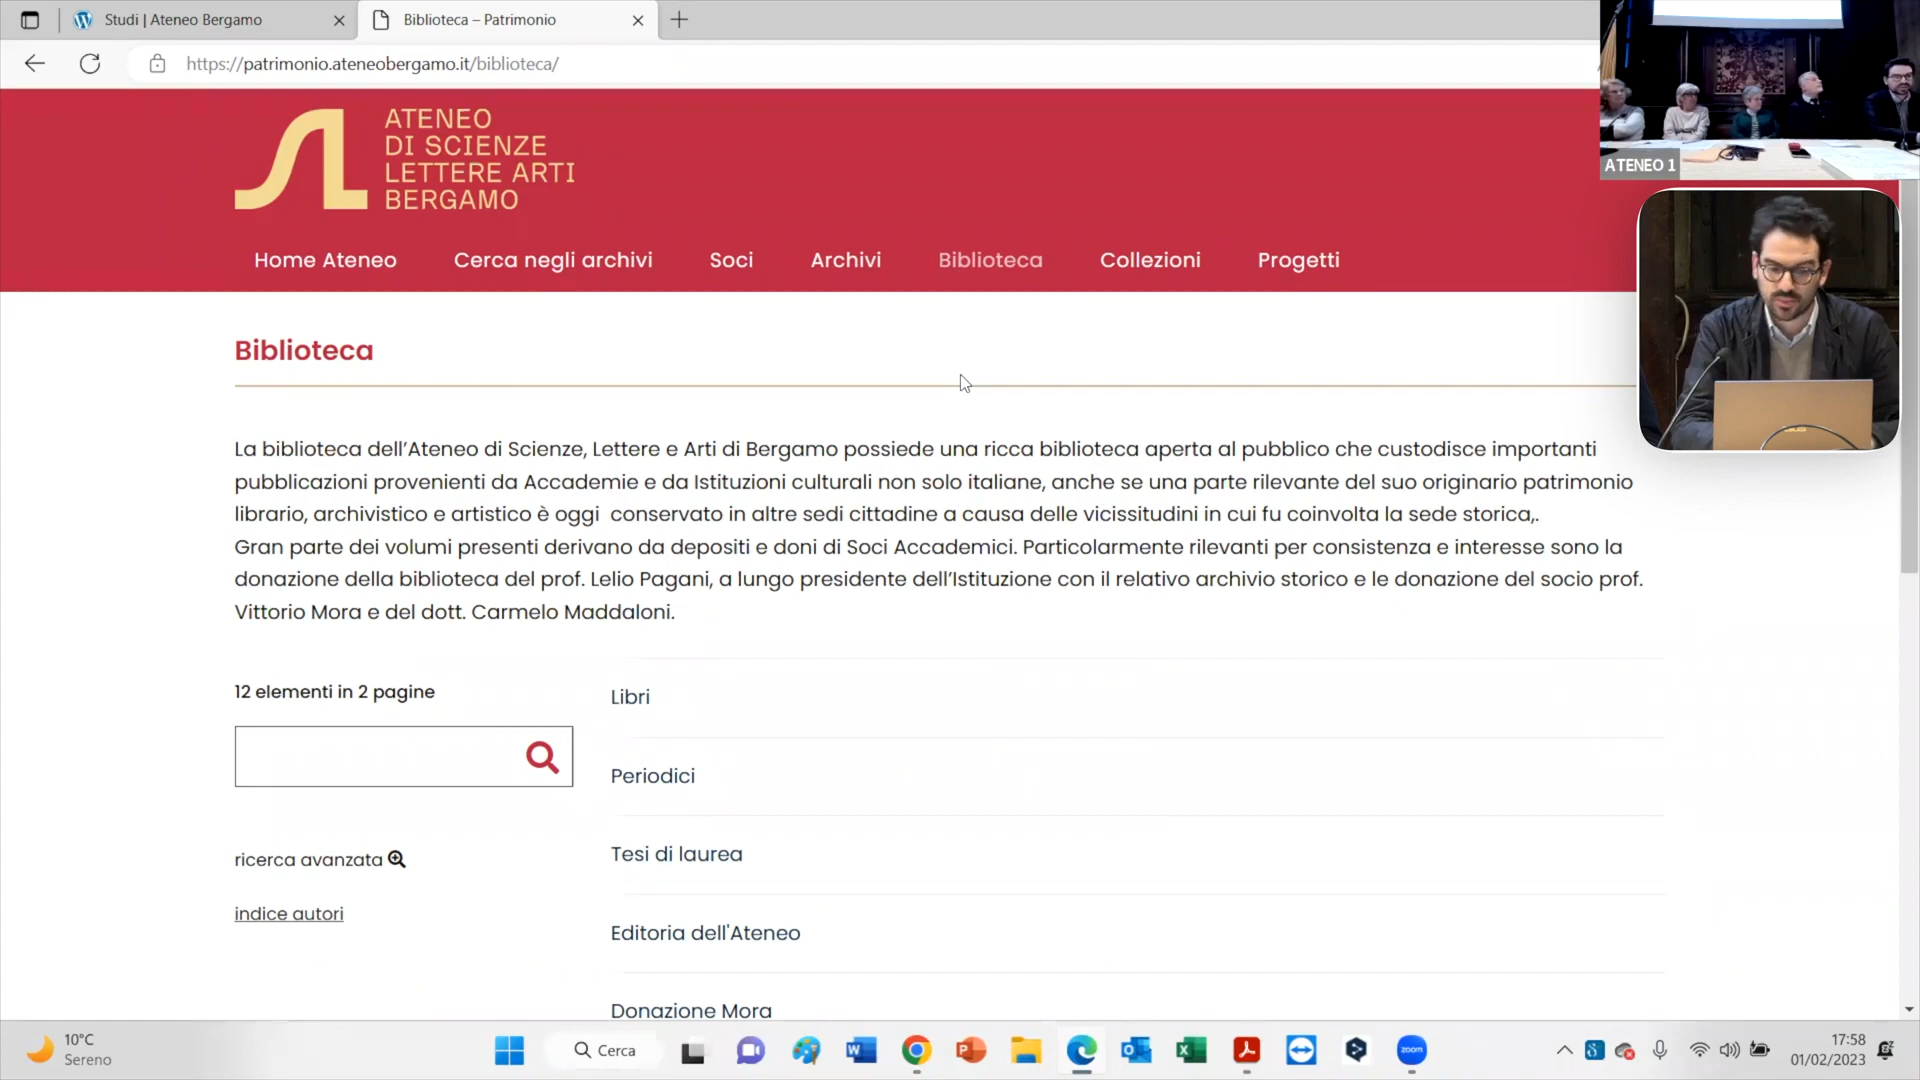 Studi | Ateneo Bergamo
Biblioteca – Patrimonio
https://patrimonio.ateneobergamo.it/biblioteca/
ATENEO
DI SCIENZE
LETTERE ARTI
BERGAMO
ATENEO 1
Home Ateneo Cerca negli archivi Soci Archivi Biblioteca Collezioni Progetti
Biblioteca
La biblioteca dell’Ateneo di Scienze, Lettere e Arti di Bergamo possiede una ricca biblioteca aperta al pubblico che custodisce importanti
pubblicazioni provenienti da Accademie e da Istituzioni culturali non solo italiane, anche se una parte rilevante del suo originario patrimonio
librario, archivistico e artistico è oggi  conservato in altre sedi cittadine a causa delle vicissitudini in cui fu coinvolta la sede storica,.
Gran parte dei volumi presenti derivano da depositi e doni di Soci Accademici. Particolarmente rilevanti per consistenza e interesse sono la
donazione della biblioteca del prof. Lelio Pagani, a lungo presidente dell’Istituzione con il relativo archivio storico e le donazione del socio prof.
Vittorio Mora e del dott. Carmelo Maddaloni.
12 elementi in 2 pagine
ricerca avanzata
indice autori
Libri
Periodici
Tesi di laurea
Editoria dell'Ateneo
Donazione Mora
10°C
Sereno
Cerca
zoom
17:58
01/02/2023